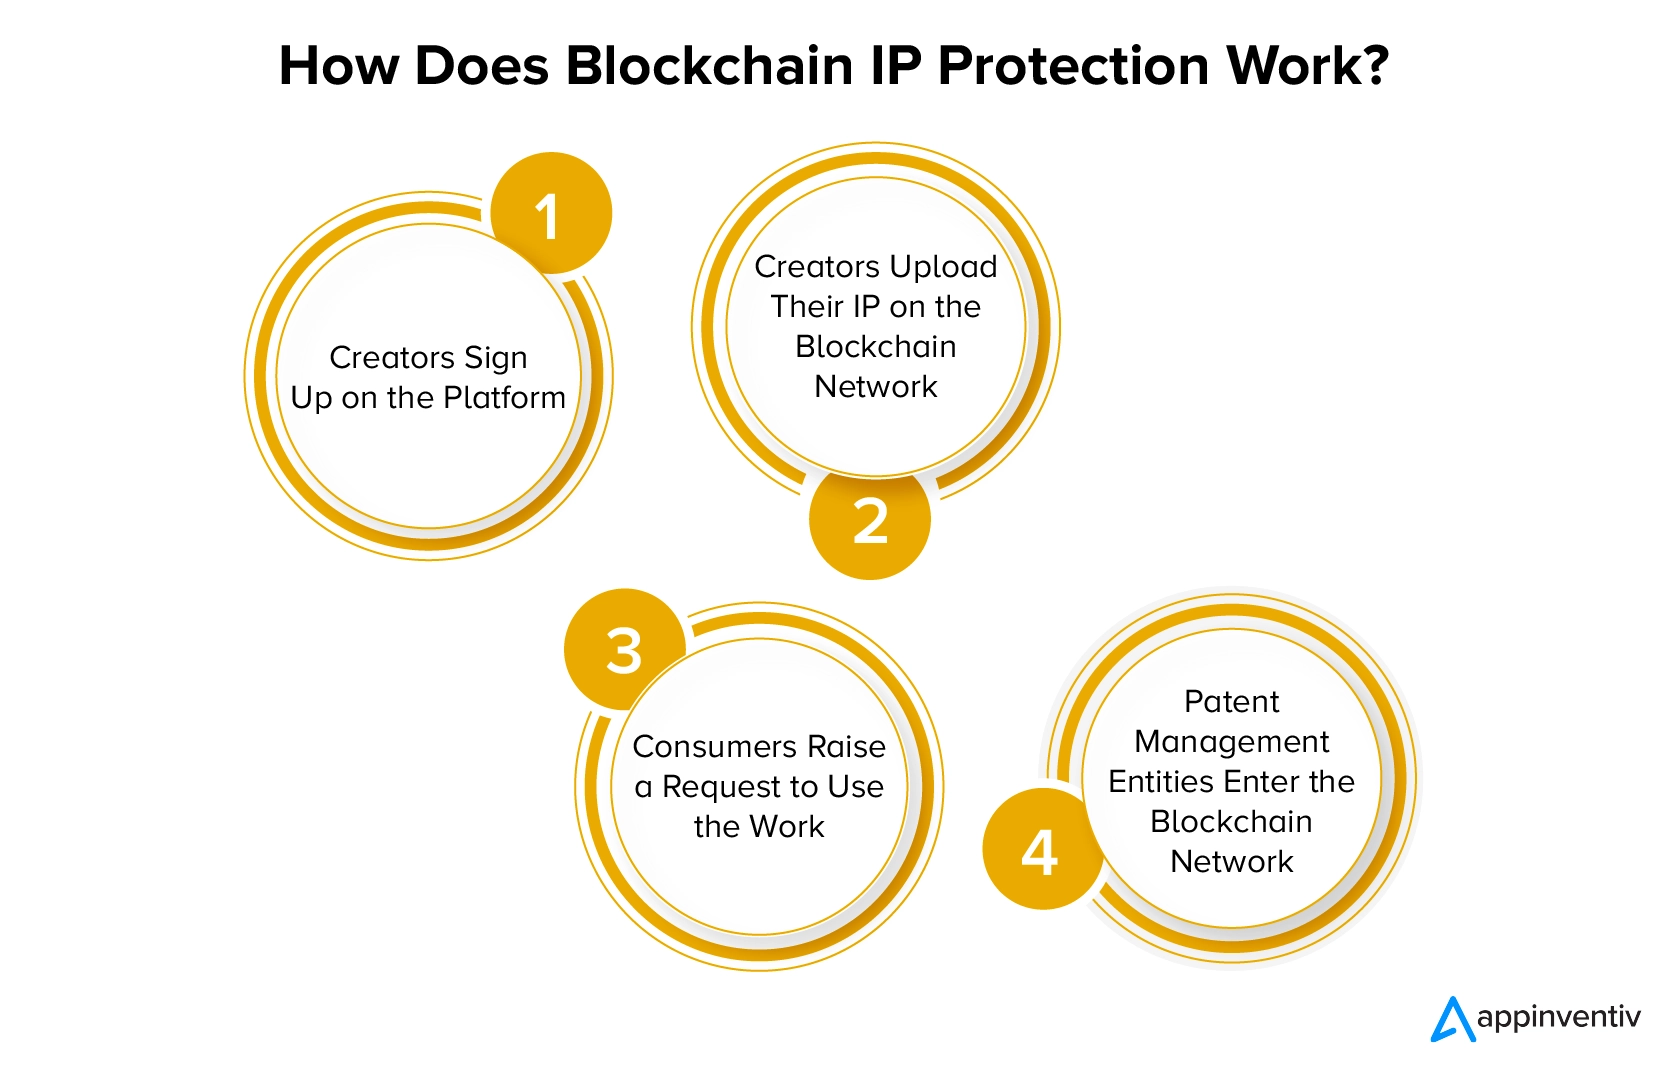 How Does Blockchain IP Protection Work?
1
Creators Sign
Up on the Platform
Creators Upload
Their IP on the
Blockchain
Network
2
3
Consumers Raise
a Request to Use
the Work
4
Patent
Management
Entities Enter the
Blockchain
Network
appinventiv